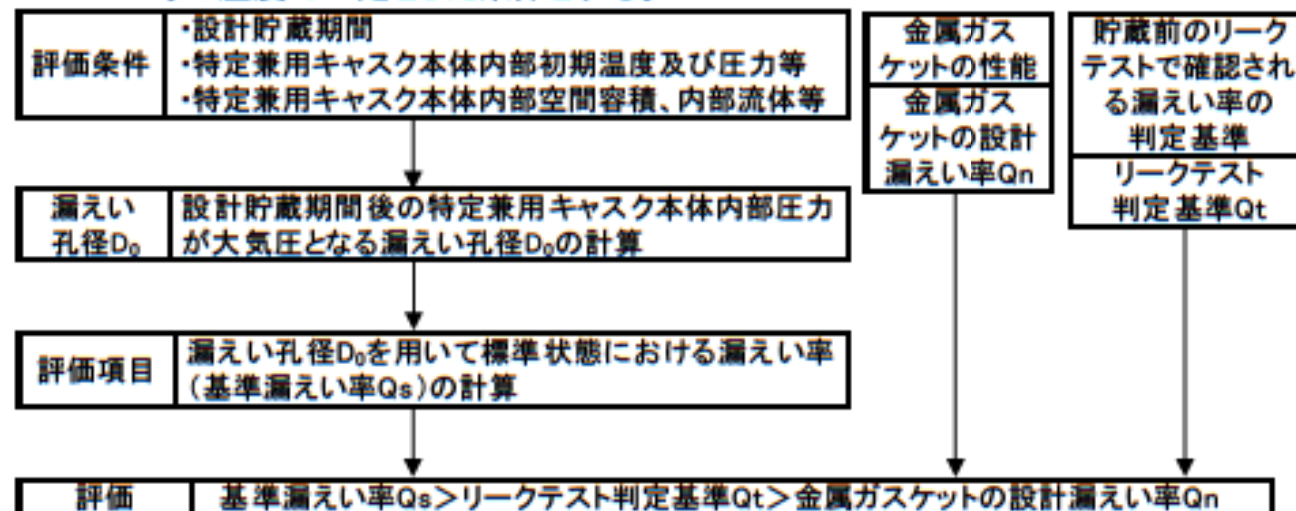 評価条件
・設計貯蔵期間
・特定兼用キャスク本体内部初期温度及び圧力等
・特定兼用キャスク本体内部空間容積、内部流体等
金属ガス
ケットの性能
金属ガス
ケットの設計
漏えい率Qn
貯蔵前のリーク
テストで確認され
る漏えい率の
判定基準
リークテスト
判定基準Qt
漏えい
孔径D₀
設計貯蔵期間後の特定兼用キャスク本体内部圧力
が大気圧となる漏えい孔径D₀の計算
評価項目
漏えい孔径D₀を用いて標準状態における漏えい率
(基準漏えい率Qs)の計算
評価
基準漏えい率Qs>リークテスト判定基準Qt>金属ガスケットの設計漏えい率Qn